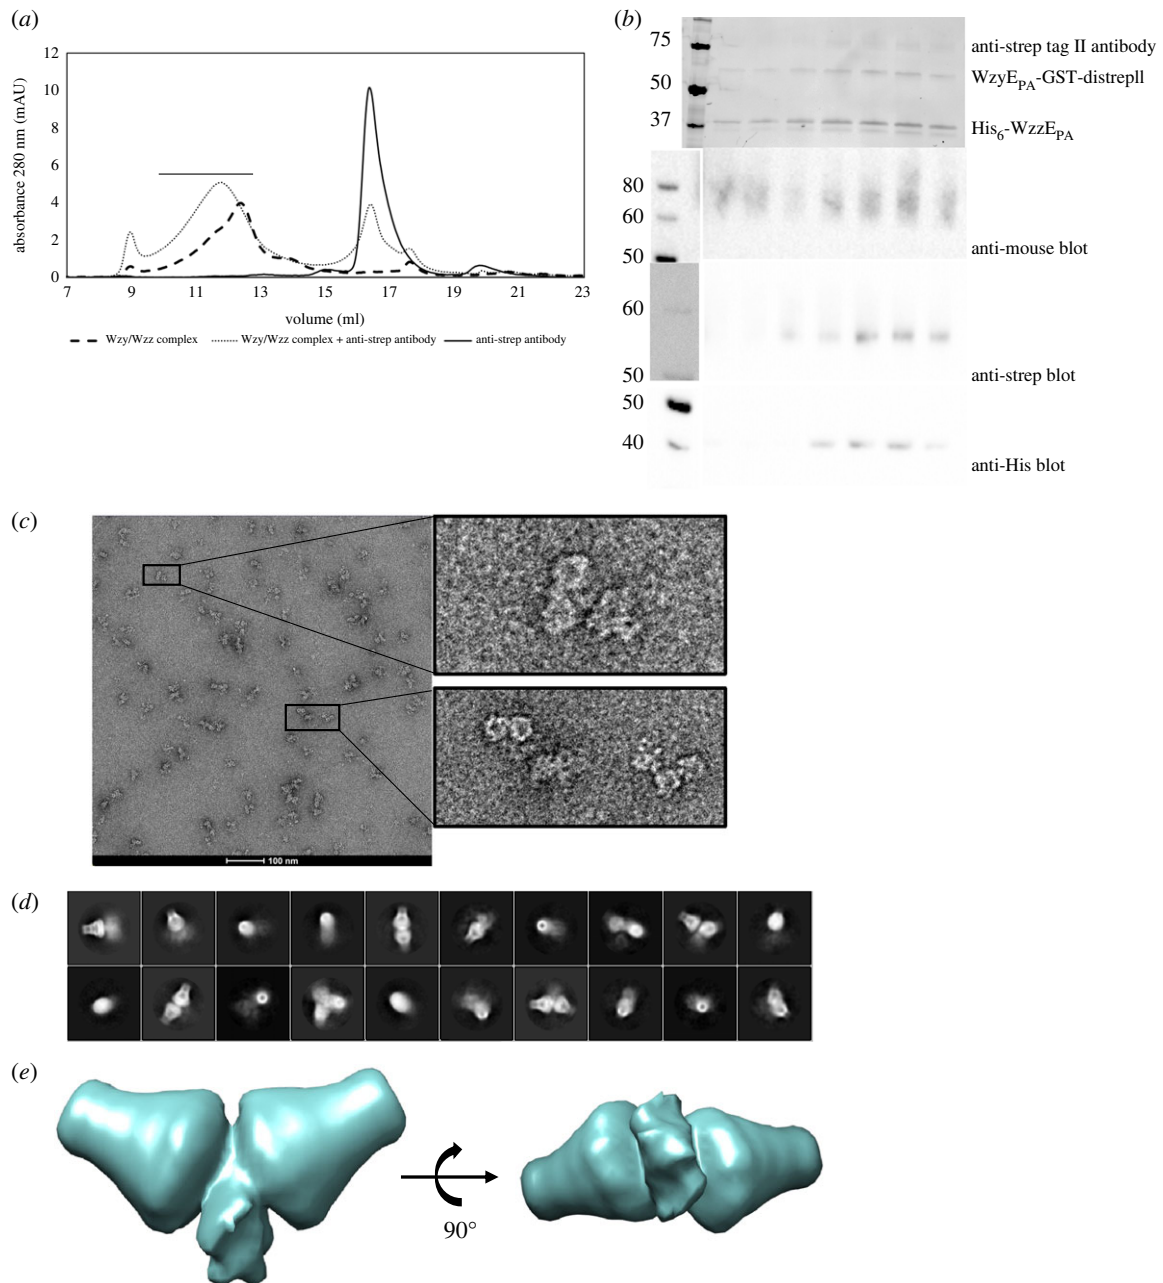 (a)
12
10
8
6
4
2
0
absorbance 280 nm (mAU)
7 9 11 13 15 17 19 21 23
volume (ml)
Wzy/Wzz complex Wzy/Wzz complex + anti-strep antibody anti-strep antibody
(b)
75
50
37
anti-strep tag II antibody
WzyE_PA-GST-distrepII
His_6-WzzE_PA
80
60
50
anti-mouse blot
60
50
anti-strep blot
50
40
anti-His blot
(c)
100 nm
(d)
(e)
90°